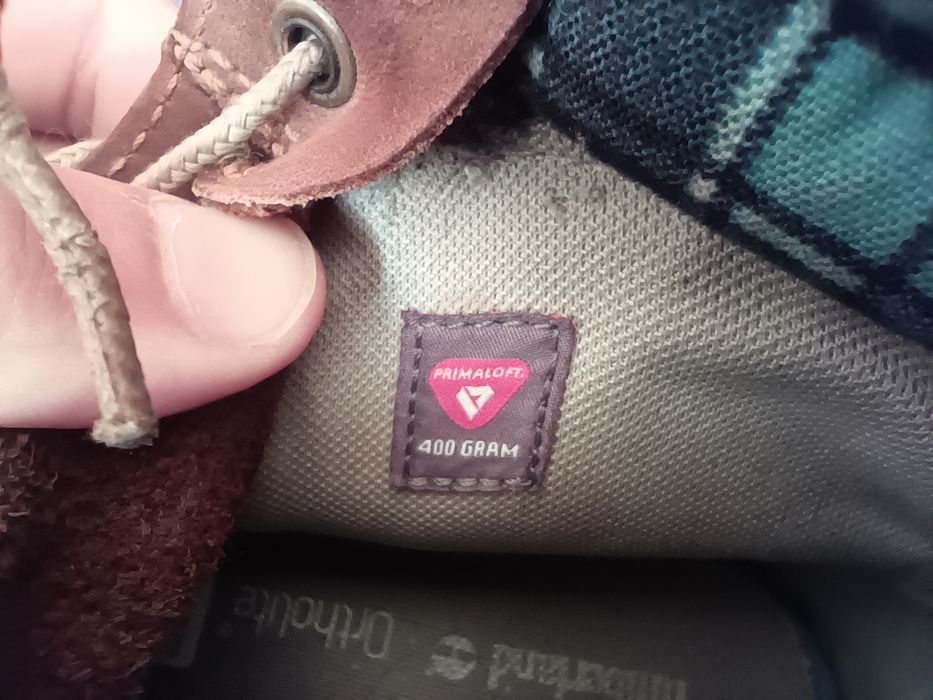 PRIMALOFT
400 GRAM
Ortholite
Timberland